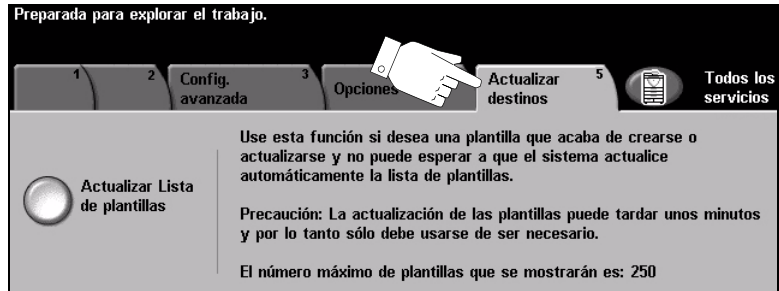 Preparada para explorar el trabajo.
1
2
Config. avanzada
3
Opciones
Actualizar destinos
5
Todos los servicios
Actualizar Lista de plantillas
Use esta función si desea una plantilla que acaba de crearse o
actualizarse y no puede esperar a que el sistema actualice
automáticamente la lista de plantillas.
Precaución: La actualización de las plantillas puede tardar unos minutos
y por lo tanto sólo debe usarse de ser necesario.
El número máximo de plantillas que se mostrarán es: 250